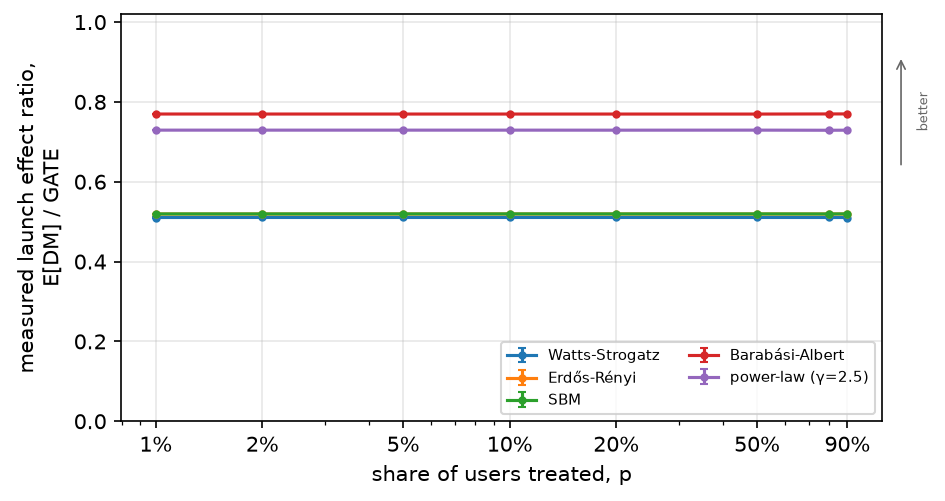 measured launch effect ratio,
E[DM] / GATE
1.0
0.8
0.6
0.4
0.2
0.0
better
Watts-Strogatz
Erdős-Rényi
SBM
Barabási-Albert
power-law (γ=2.5)
1% 2% 5% 10% 20% 50% 90%
share of users treated, p